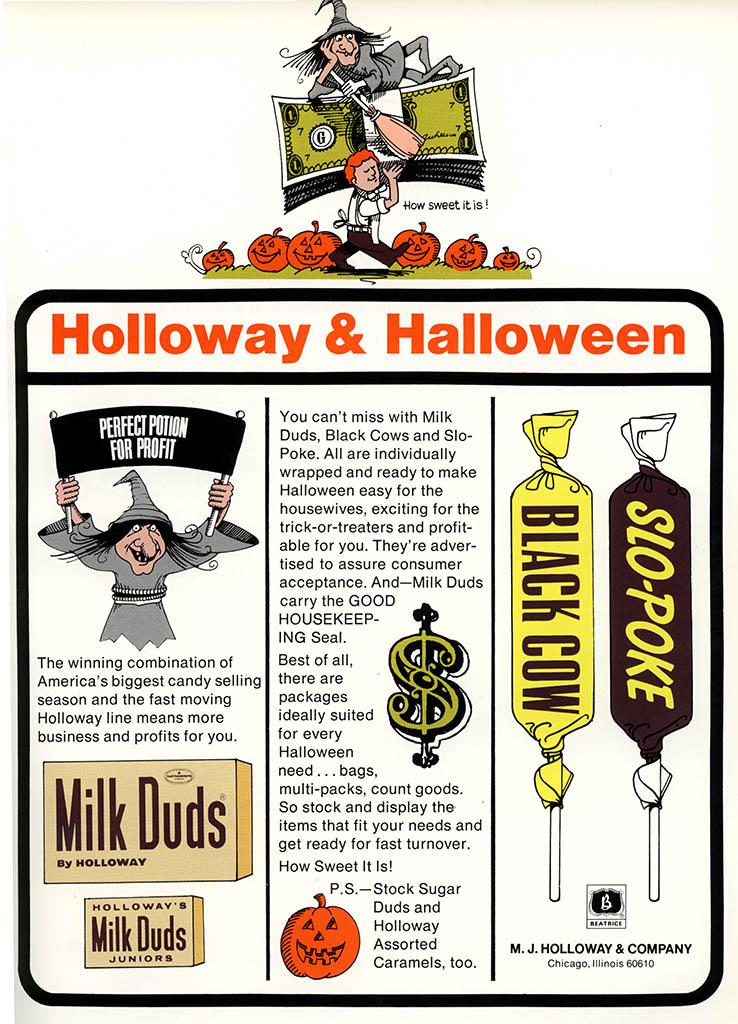 How sweet it is!
Holloway & Halloween
PERFECT POTION
FOR PROFIT
The winning combination of
America's biggest candy selling
season and the fast moving
Holloway line means more
business and profits for you.
Milk Duds®
By HOLLOWAY
HOLLOWAY'S
Milk Duds
JUNIORS
You can't miss with Milk
Duds, Black Cows and Slo-
Poke. All are individually
wrapped and ready to make
Halloween easy for the
housewives, exciting for the
trick-or-treaters and profit-
able for you. They're adver-
tised to assure consumer
acceptance. And—Milk Duds
carry the GOOD
HOUSEKEEP-
ING Seal.
Best of all,
there are
packages
ideally suited
for every
Halloween
need . . . bags,
multi-packs, count goods.
So stock and display the
items that fit your needs and
get ready for fast turnover.
How Sweet It Is!
P.S.—Stock Sugar
Duds and
Holloway
Assorted
Caramels, too.
$
BLACK COW
SLO-POKE
B
BEATRICE
M. J. HOLLOWAY & COMPANY
Chicago, Illinois 60610
7
G
1
7
1